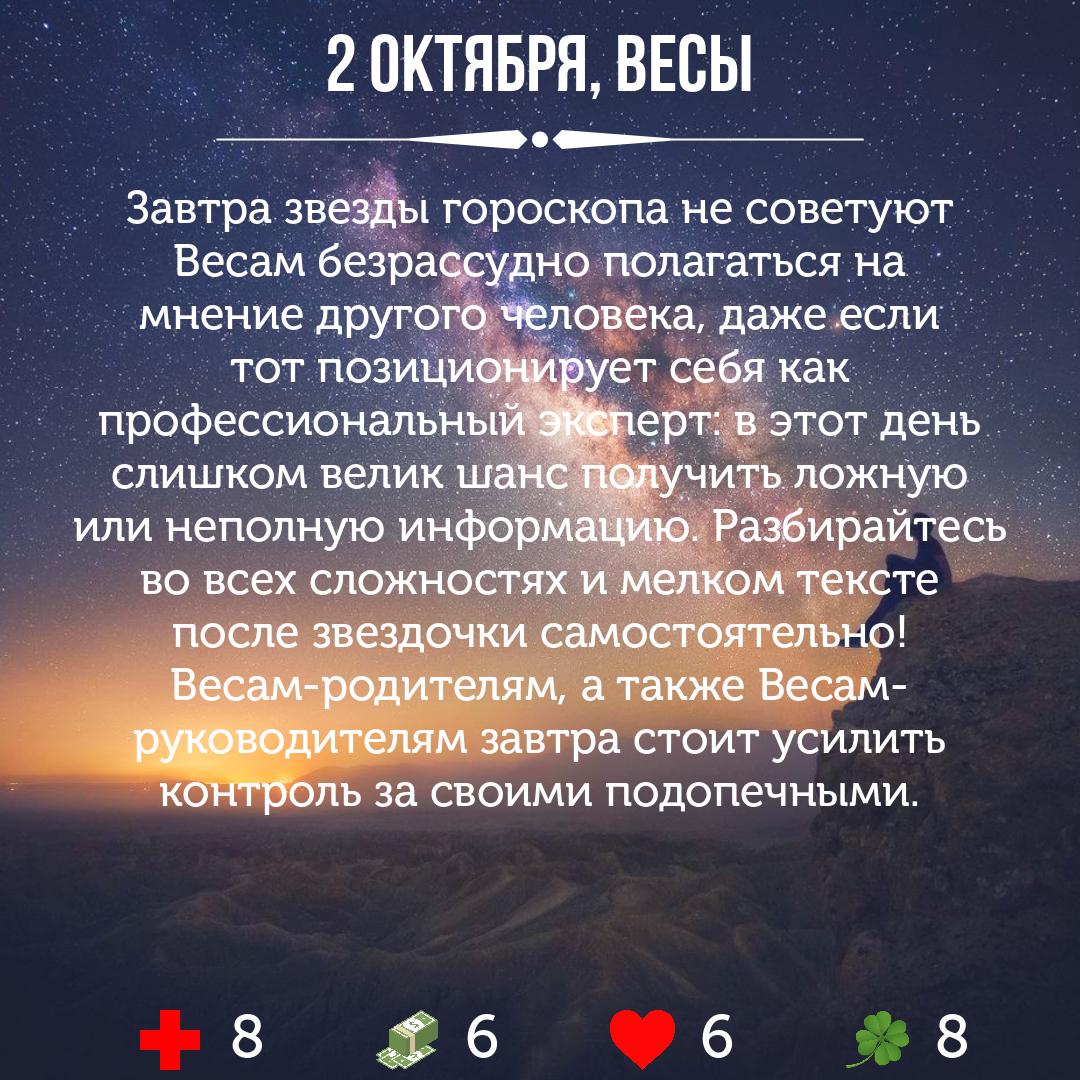 2 ОКТЯБРЯ, ВЕСЫ
Завтра звезды гороскопа не советуют
Весам безрассудно полагаться на
мнение другого человека, даже если
тот позиционирует себя как
профессиональный эксперт: в этот день
слишком велик шанс получить ложную
или неполную информацию. Разбирайтесь
во всех сложностях и мелком тексте
после звездочки самостоятельно!
Весам-родителям, а также Весам-
руководителям завтра стоит усилить
контроль за своими подопечными.
8 6 6 8